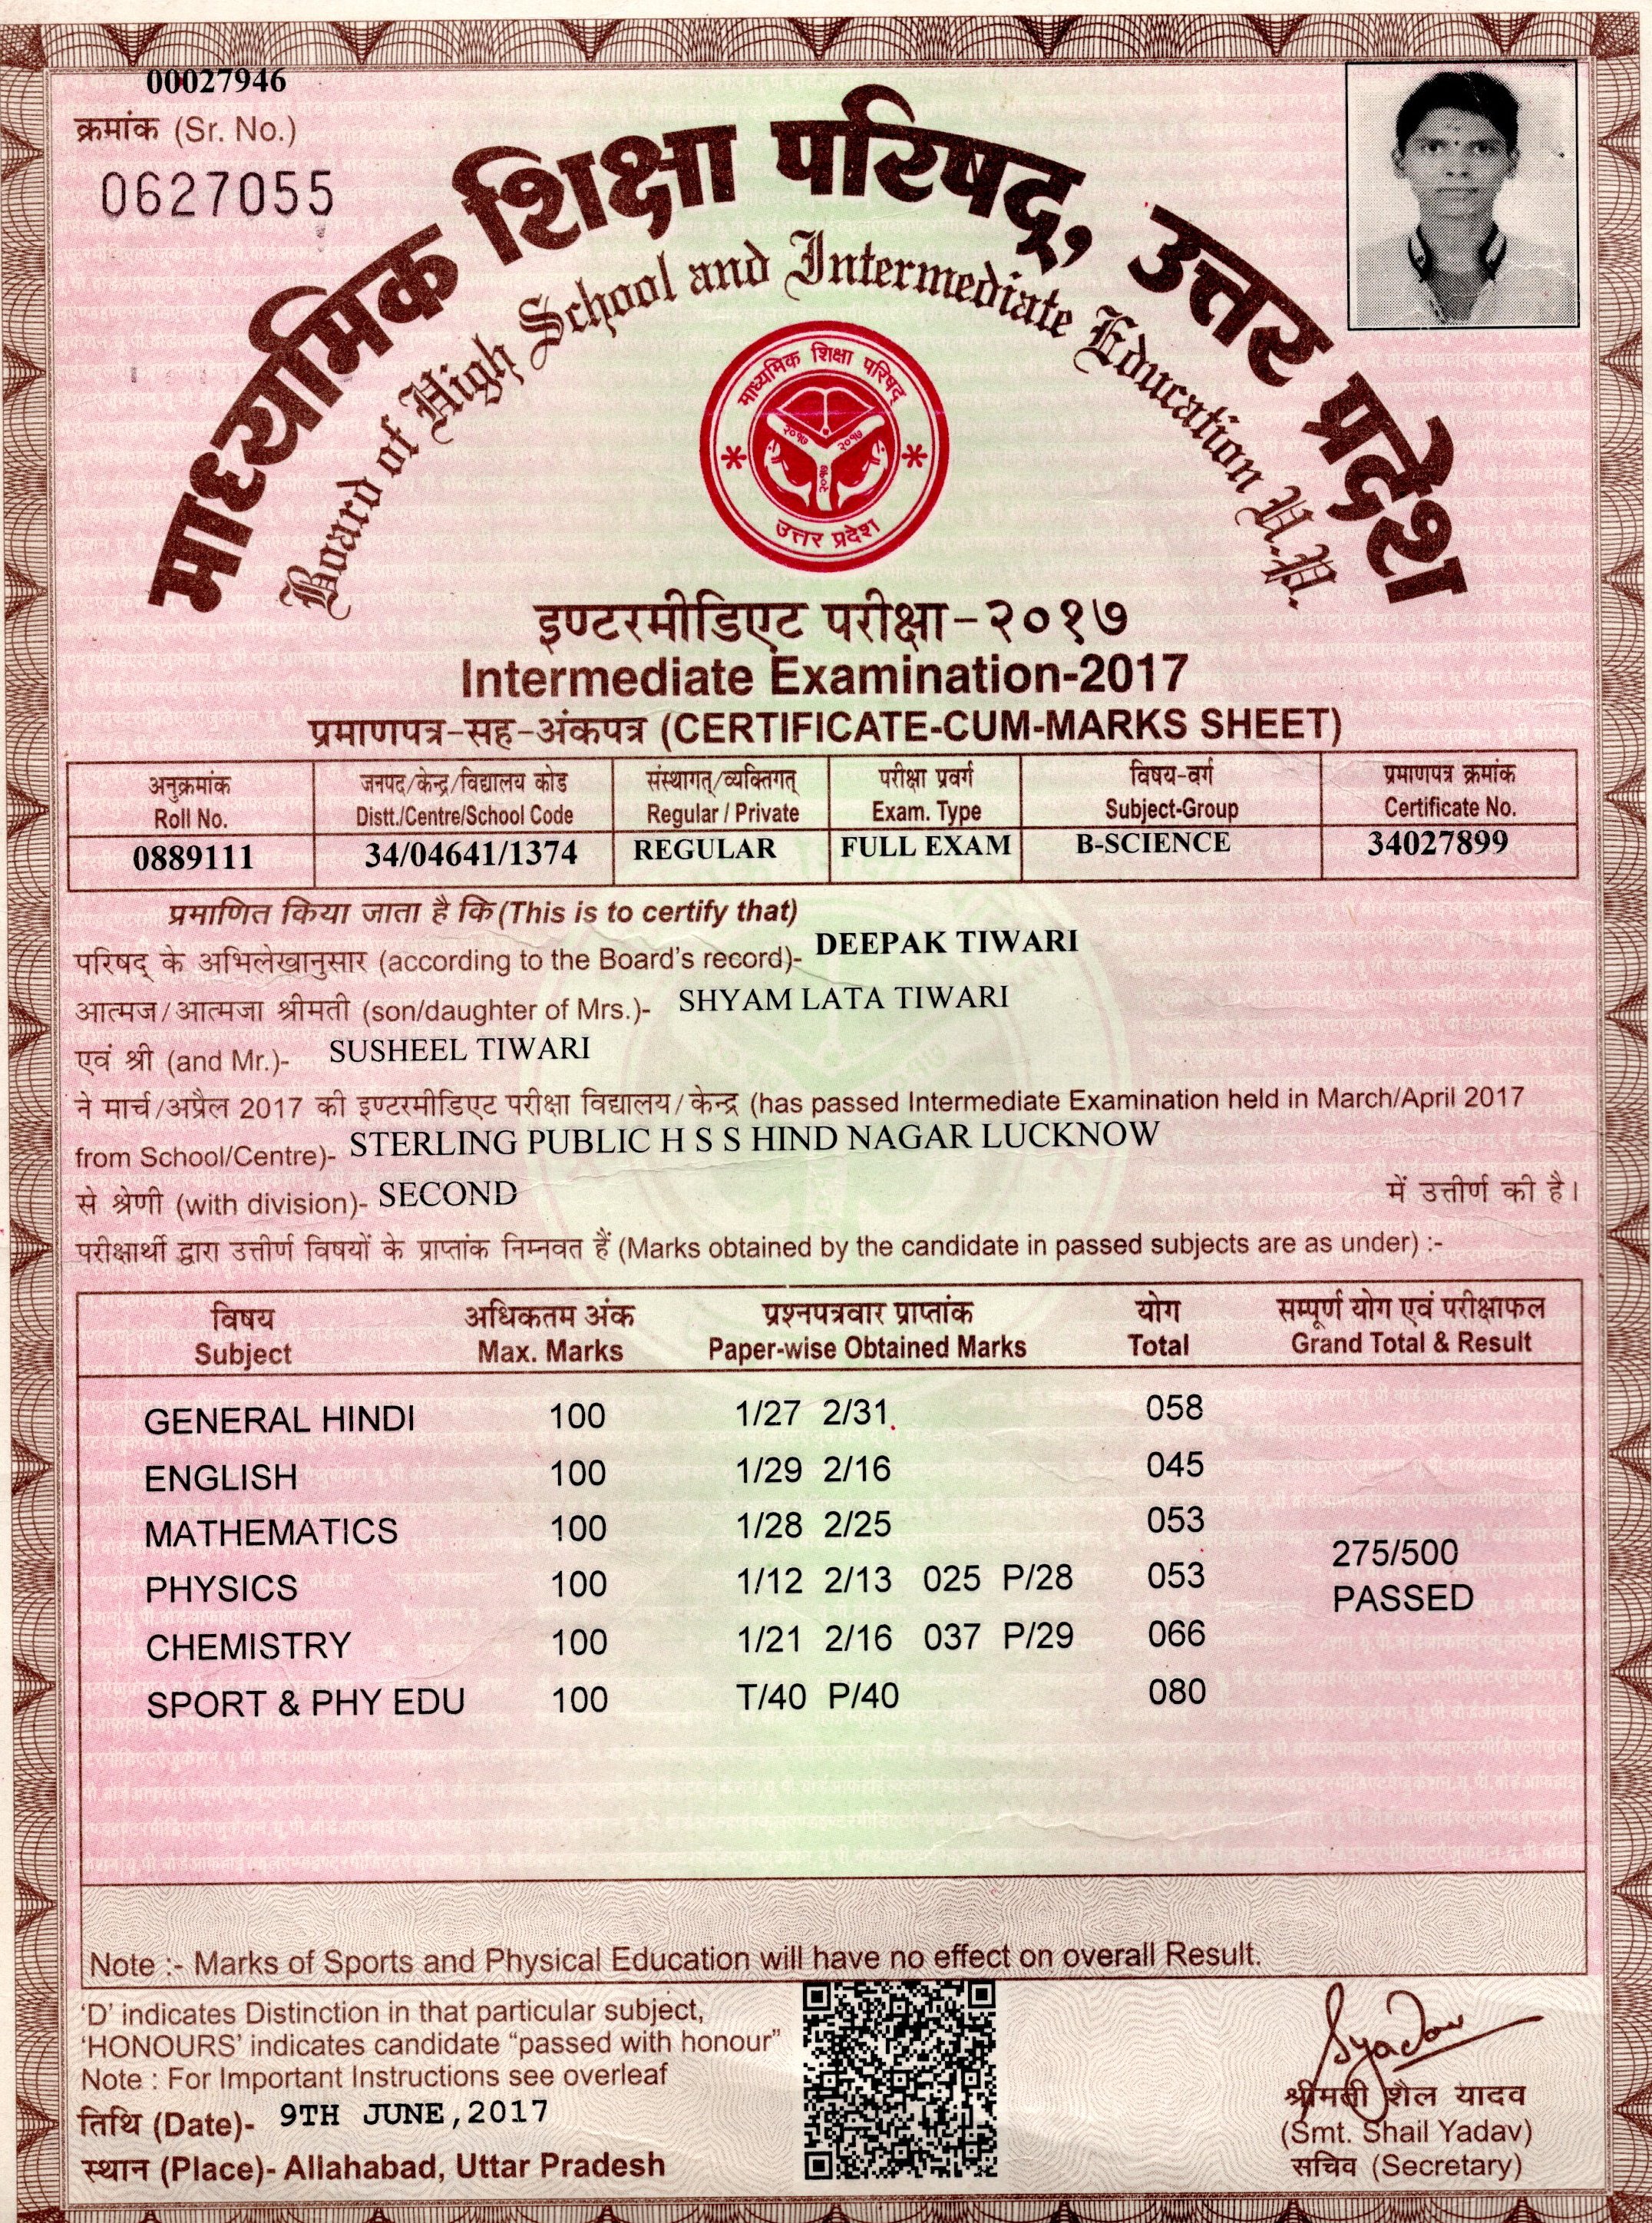 00027946
क्रमांक (Sr. No.)
0627055
माध्यमिक शिक्षा परिषद्, उत्तर प्रदेश
Board of High School and Intermediate Education U.P.
माध्यमिक शिक्षा परिषद्
२०१७ २०१७
२०१७
उत्तर प्रदेश
इण्टरमीडिएट परीक्षा-२०१७
Intermediate Examination-2017
प्रमाणपत्र-सह-अंकपत्र (CERTIFICATE-CUM-MARKS SHEET)
अनुक्रमांक जनपद/केन्द्र/विद्यालय कोड संस्थागत्/व्यक्तिगत् परीक्षा प्रवर्ग विषय-वर्ग प्रमाणपत्र क्रमांक
Roll No. Distt./Centre/School Code Regular / Private Exam. Type Subject-Group Certificate No.
0889111 34/04641/1374 REGULAR FULL EXAM B-SCIENCE 34027899
प्रमाणित किया जाता है कि (This is to certify that)
परिषद् के अभिलेखानुसार (according to the Board's record)- DEEPAK TIWARI
आत्मज/आत्मजा श्रीमती (son/daughter of Mrs.)- SHYAM LATA TIWARI
एवं श्री (and Mr.)- SUSHEEL TIWARI
ने मार्च/अप्रैल 2017 की इण्टरमीडिएट परीक्षा विद्यालय/केन्द्र (has passed Intermediate Examination held in March/April 2017
from School/Centre)- STERLING PUBLIC H S S HIND NAGAR LUCKNOW
से श्रेणी (with division)- SECOND में उत्तीर्ण की है।
परीक्षार्थी द्वारा उत्तीर्ण विषयों के प्राप्तांक निम्नवत हैं (Marks obtained by the candidate in passed subjects are as under) :-
विषय अधिकतम अंक प्रश्नपत्रवार प्राप्तांक योग सम्पूर्ण योग एवं परीक्षाफल
Subject Max. Marks Paper-wise Obtained Marks Total Grand Total & Result
GENERAL HINDI 100 1/27 2/31 058
ENGLISH 100 1/29 2/16 045
MATHEMATICS 100 1/28 2/25 053
275/500
PHYSICS 100 1/12 2/13 025 P/28 053
PASSED
CHEMISTRY 100 1/21 2/16 037 P/29 066
SPORT & PHY EDU 100 T/40 P/40 080
Note :- Marks of Sports and Physical Education will have no effect on overall Result.
'D' indicates Distinction in that particular subject,
'HONOURS' indicates candidate "passed with honour"
Note : For Important Instructions see overleaf
तिथि (Date)- 9TH JUNE,2017
स्थान (Place)- Allahabad, Uttar Pradesh
Syadav
श्रीमती शैल यादव
(Smt. Shail Yadav)
सचिव (Secretary)